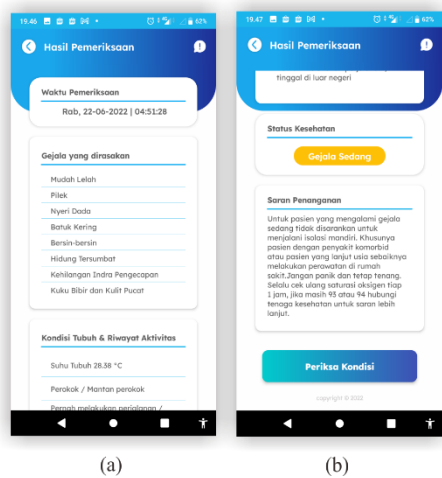 19.46
62%
Hasil Pemeriksaan
Waktu Pemeriksaan
Rab, 22-06-2022 | 04:51:28
Gejala yang dirasakan
Mudah Lelah
Pilek
Nyeri Dada
Batuk Kering
Bersin-bersin
Hidung Tersumbat
Kehilangan Indra Pengecapan
Kuku Bibir dan Kulit Pucat
Kondisi Tubuh & Riwayat Aktivitas
Suhu Tubuh 28.38 °C
Perokok / Mantan perokok
Pernah melakukan perjalanan /
(a)
19.47
62%
Hasil Pemeriksaan
tinggal di luar negeri
Status Kesehatan
Gejala Sedang
Saran Penanganan
Untuk pasien yang mengalami gejala
sedang tidak disarankan untuk
menjalani isolasi mandiri. Khusunya
pasien dengan penyakit komorbid
atau pasien yang lanjut usia sebaiknya
melakukan perawatan di rumah
sakit.Jangan panik dan tetap tenang.
Selalu cek ulang saturasi oksigen tiap
1 jam, jika masih 93 atau 94 hubungi
tenaga kesehatan untuk saran lebih
lanjut.
Periksa Kondisi
copyright © 2022
(b)